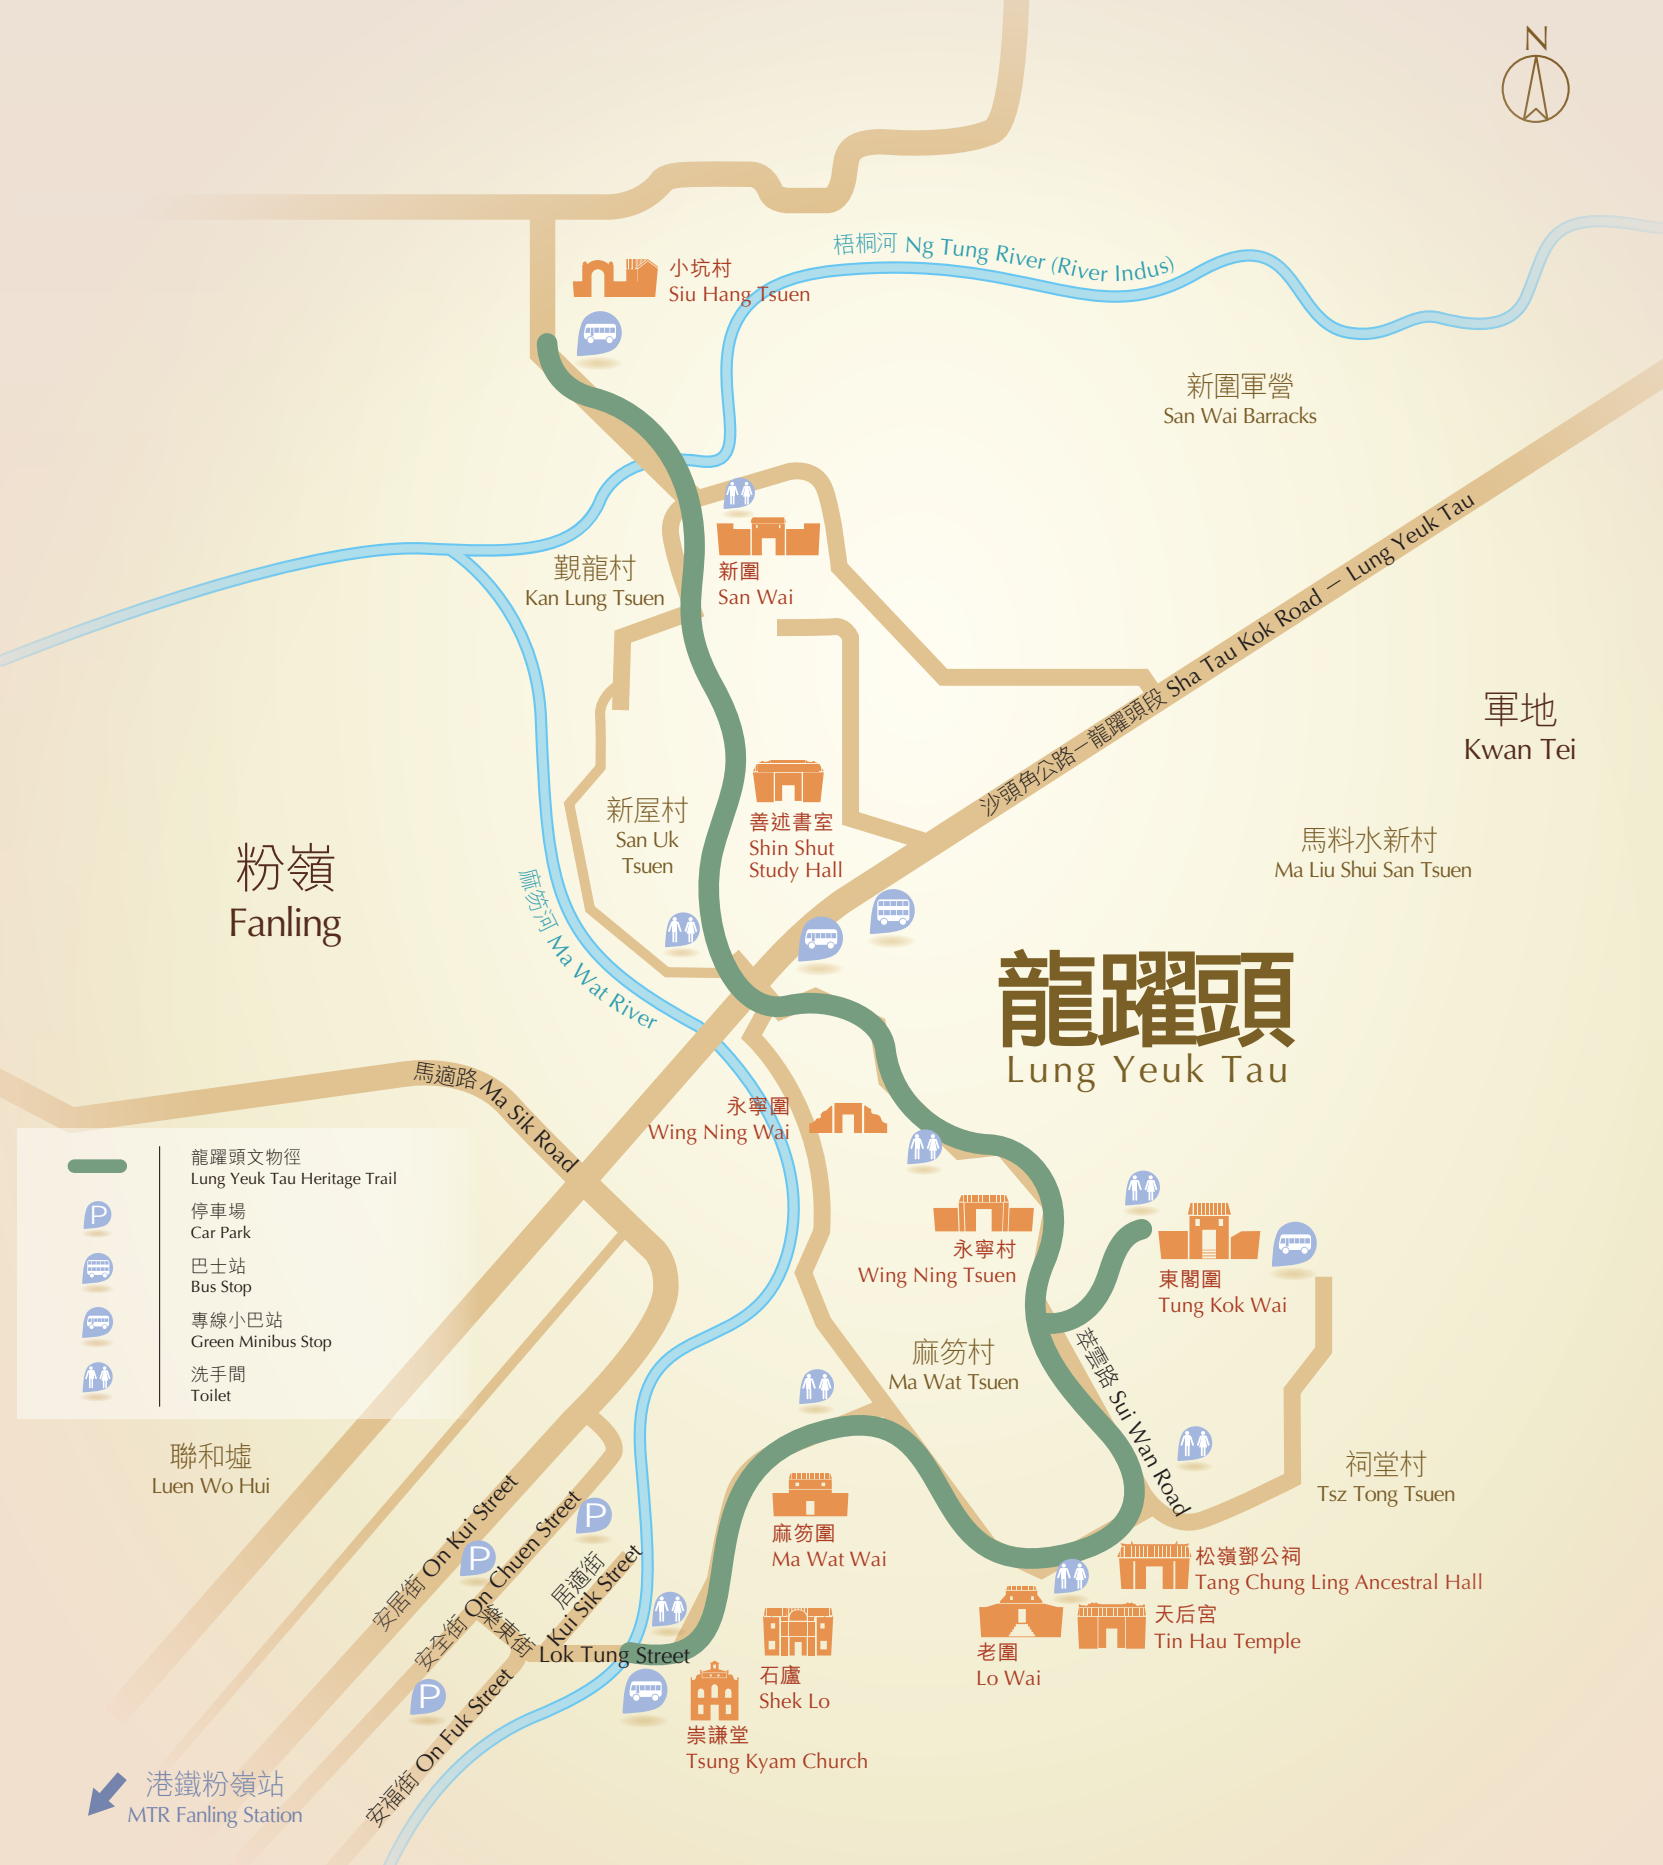 N
梧桐河 Ng Tung River (River Indus)
小坑村
Siu Hang Tsuen
新圍軍營
San Wai Barracks
覲龍村
Kan Lung Tsuen
新圍
San Wai
沙頭角公路－龍躍頭段 Sha Tau Kok Road － Lung Yeuk Tau
軍地
Kwan Tei
新屋村
San Uk
Tsuen
善述書室
Shin Shut
Study Hall
馬料水新村
Ma Liu Shui San Tsuen
粉嶺
Fanling
麻笏河 Ma Wat River
龍躍頭
Lung Yeuk Tau
馬適路 Ma Sik Road
永寧圍
Wing Ning Wai
龍躍頭文物徑
Lung Yeuk Tau Heritage Trail
P
停車場
Car Park
巴士站
Bus Stop
專線小巴站
Green Minibus Stop
洗手間
Toilet
永寧村
Wing Ning Tsuen
東閣圍
Tung Kok Wai
麻笏村
Ma Wat Tsuen
萃雲路 Sui Wan Road
聯和墟
Luen Wo Hui
祠堂村
Tsz Tong Tsuen
安居街 On Kui Street
P
安全街 On Chuen Street
P
居適街
Kui Sik Street
樂東街
Lok Tung Street
麻笏圍
Ma Wat Wai
松嶺鄧公祠
Tang Chung Ling Ancestral Hall
天后宮
Tin Hau Temple
老圍
Lo Wai
石廬
Shek Lo
崇謙堂
Tsung Kyam Church
P
安福街 On Fuk Street
港鐵粉嶺站
MTR Fanling Station